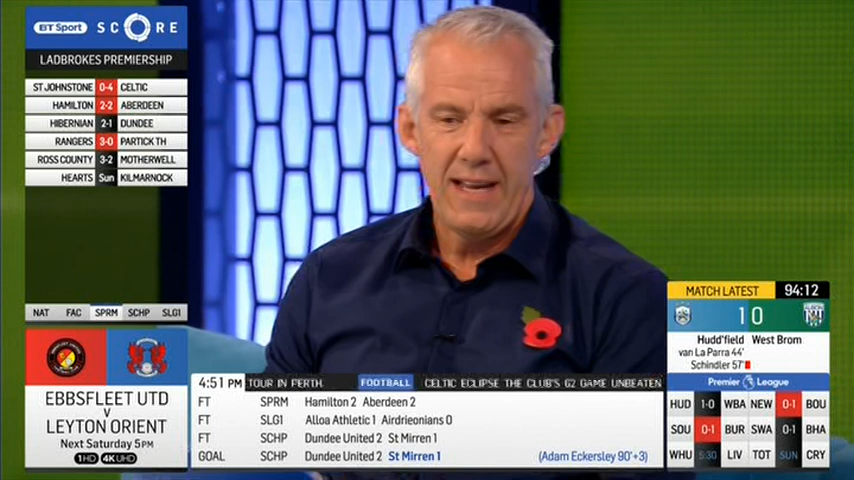 BT Sport SCORE
LADBROKES PREMIERSHIP
ST JOHNSTONE 0-4 CELTIC
HAMILTON 2-2 ABERDEEN
HIBERNIAN 2-1 DUNDEE
RANGERS 3-0 PARTICK TH
ROSS COUNTY 3-2 MOTHERWELL
HEARTS Sun KILMARNOCK
NAT FAC SPRM SCHP SLG1
EBBSFLEET UTD
V
LEYTON ORIENT
Next Saturday 5PM
1HD 4K UHD
4:51 PM TOUR IN PERTH. FOOTBALL CELTIC ECLIPSE THE CLUB'S 62 GAME UNBEATEN
FT SPRM Hamilton 2 Aberdeen 2
FT SLG1 Alloa Athletic 1 Airdrieonians 0
FT SCHP Dundee United 2 St Mirren 1
GOAL SCHP Dundee United 2 St Mirren 1 (Adam Eckersley 90'+3)
MATCH LATEST 94:12
1 0
Hudd'field West Brom
van La Parra 44'
Schindler 57'
Premier League
HUD 1-0 WBA NEW 0-1 BOU
SOU 0-1 BUR SWA 0-1 BHA
WHU 5:30 LIV TOT SUN CRY